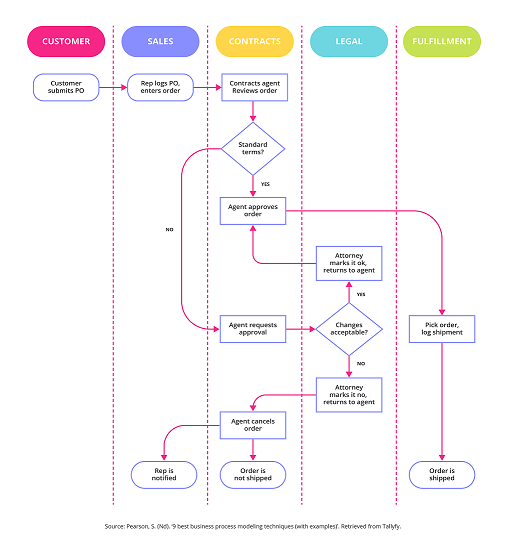 CUSTOMER
SALES
CONTRACTS
LEGAL
FULFILLMENT
Customer
submits PO
Rep logs PO,
enters order
Contracts agent
Reviews order
Standard
terms?
YES
NO
Agent approves
order
Attorney
marks it ok,
returns to agent
YES
Agent requests
approval
Changes
acceptable?
Pick order,
log shipment
NO
Attorney
marks it no,
returns to agent
Agent cancels
order
Rep is
notified
Order is
not shipped
Order is
shipped
Source: Pearson, S. (Nd). '9 best business process modeling techniques (with examples)'. Retrieved from Tallyfy.